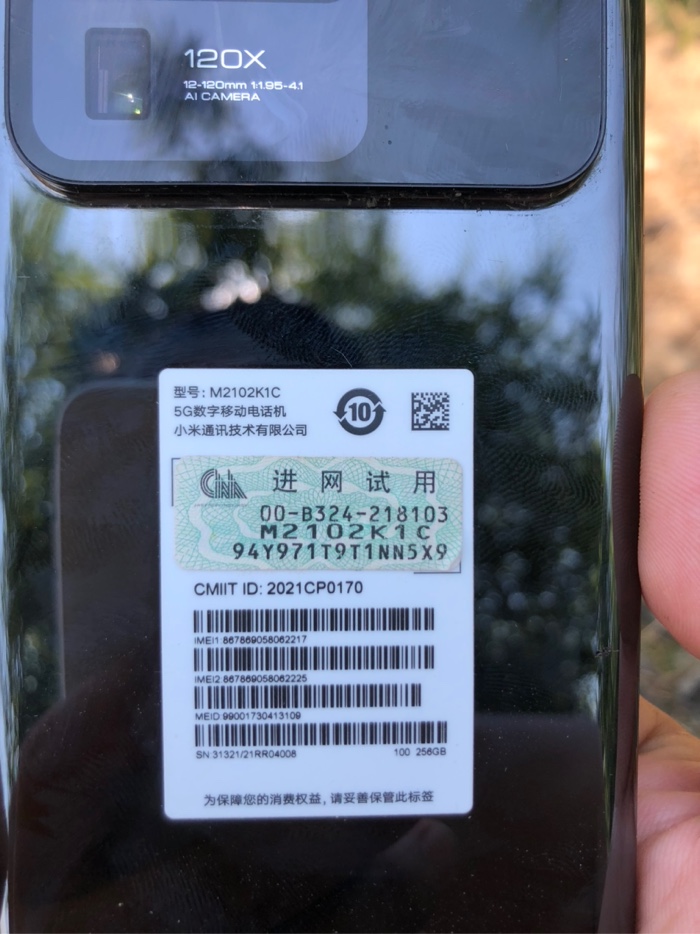 120X
12-120mm 1:1.95-4.1
AI CAMERA
型号: M2102K1C
5G数字移动电话机
小米通讯技术有限公司
10
进网试用
00-B324-218103
M2102K1C
94Y971T9T1NN5X9
CMIIT ID: 2021CP0170
IMEI1:867869058062217
IMEI2:867869058062225
MEID:99001730413109
SN:31321/21RR04008 100 256GB
为保障您的消费权益, 请妥善保管此标签